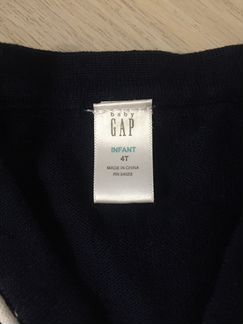 baby
GAP
INFANT
4T
MADE IN CHINA
RN 54023